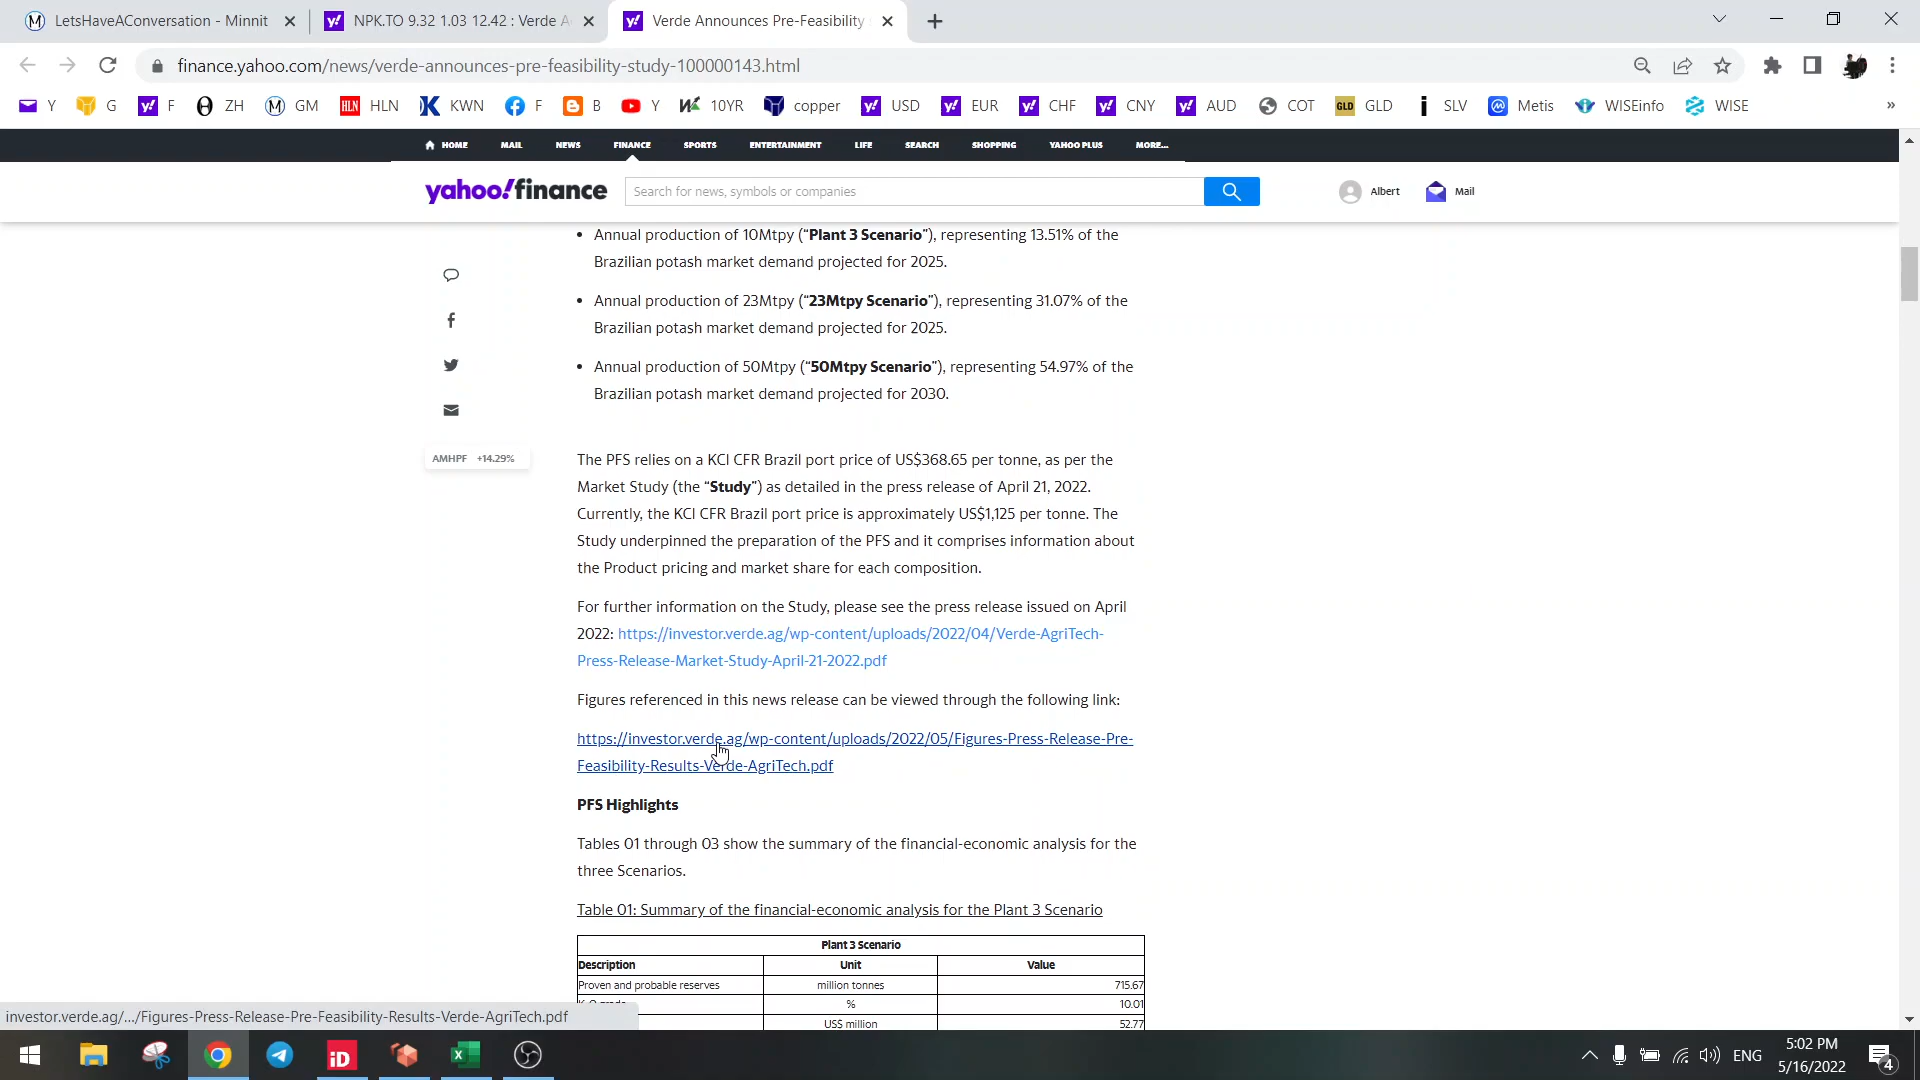 LetsHaveAConversation - Minnit
NPK.TO 9.32 1.03 12.42 : Verde A
Verde Announces Pre-Feasibility
finance.yahoo.com/news/verde-announces-pre-feasibility-study-100000143.html
Y G F ZH GM HLN KWN F B Y 10YR copper USD EUR CHF CNY AUD COT GLD SLV Metis WISEinfo WISE »
HOME MAIL NEWS FINANCE SPORTS ENTERTAINMENT LIFE SEARCH SHOPPING YAHOO PLUS MORE...
yahoo!finance
Search for news, symbols or companies
Albert
Mail
• Annual production of 10Mtpy (“Plant 3 Scenario”), representing 13.51% of the
Brazilian potash market demand projected for 2025.
• Annual production of 23Mtpy (“23Mtpy Scenario”), representing 31.07% of the
Brazilian potash market demand projected for 2025.
• Annual production of 50Mtpy (“50Mtpy Scenario”), representing 54.97% of the
Brazilian potash market demand projected for 2030.
AMHPF +14.29%
The PFS relies on a KCl CFR Brazil port price of US$368.65 per tonne, as per the
Market Study (the “Study”) as detailed in the press release of April 21, 2022.
Currently, the KCl CFR Brazil port price is approximately US$1,125 per tonne. The
Study underpinned the preparation of the PFS and it comprises information about
the Product pricing and market share for each composition.
For further information on the Study, please see the press release issued on April
2022: https://investor.verde.ag/wp-content/uploads/2022/04/Verde-AgriTech-
Press-Release-Market-Study-April-21-2022.pdf
Figures referenced in this news release can be viewed through the following link:
https://investor.verde.ag/wp-content/uploads/2022/05/Figures-Press-Release-Pre-
Feasibility-Results-Verde-AgriTech.pdf
PFS Highlights
Tables 01 through 03 show the summary of the financial-economic analysis for the
three Scenarios.
Table 01: Summary of the financial-economic analysis for the Plant 3 Scenario
Plant 3 Scenario
Description Unit Value
Proven and probable reserves million tonnes 715.67
% 10.01
US$ million 52.77
investor.verde.ag/.../Figures-Press-Release-Pre-Feasibility-Results-Verde-AgriTech.pdf
ENG
5:02 PM
5/16/2022
4